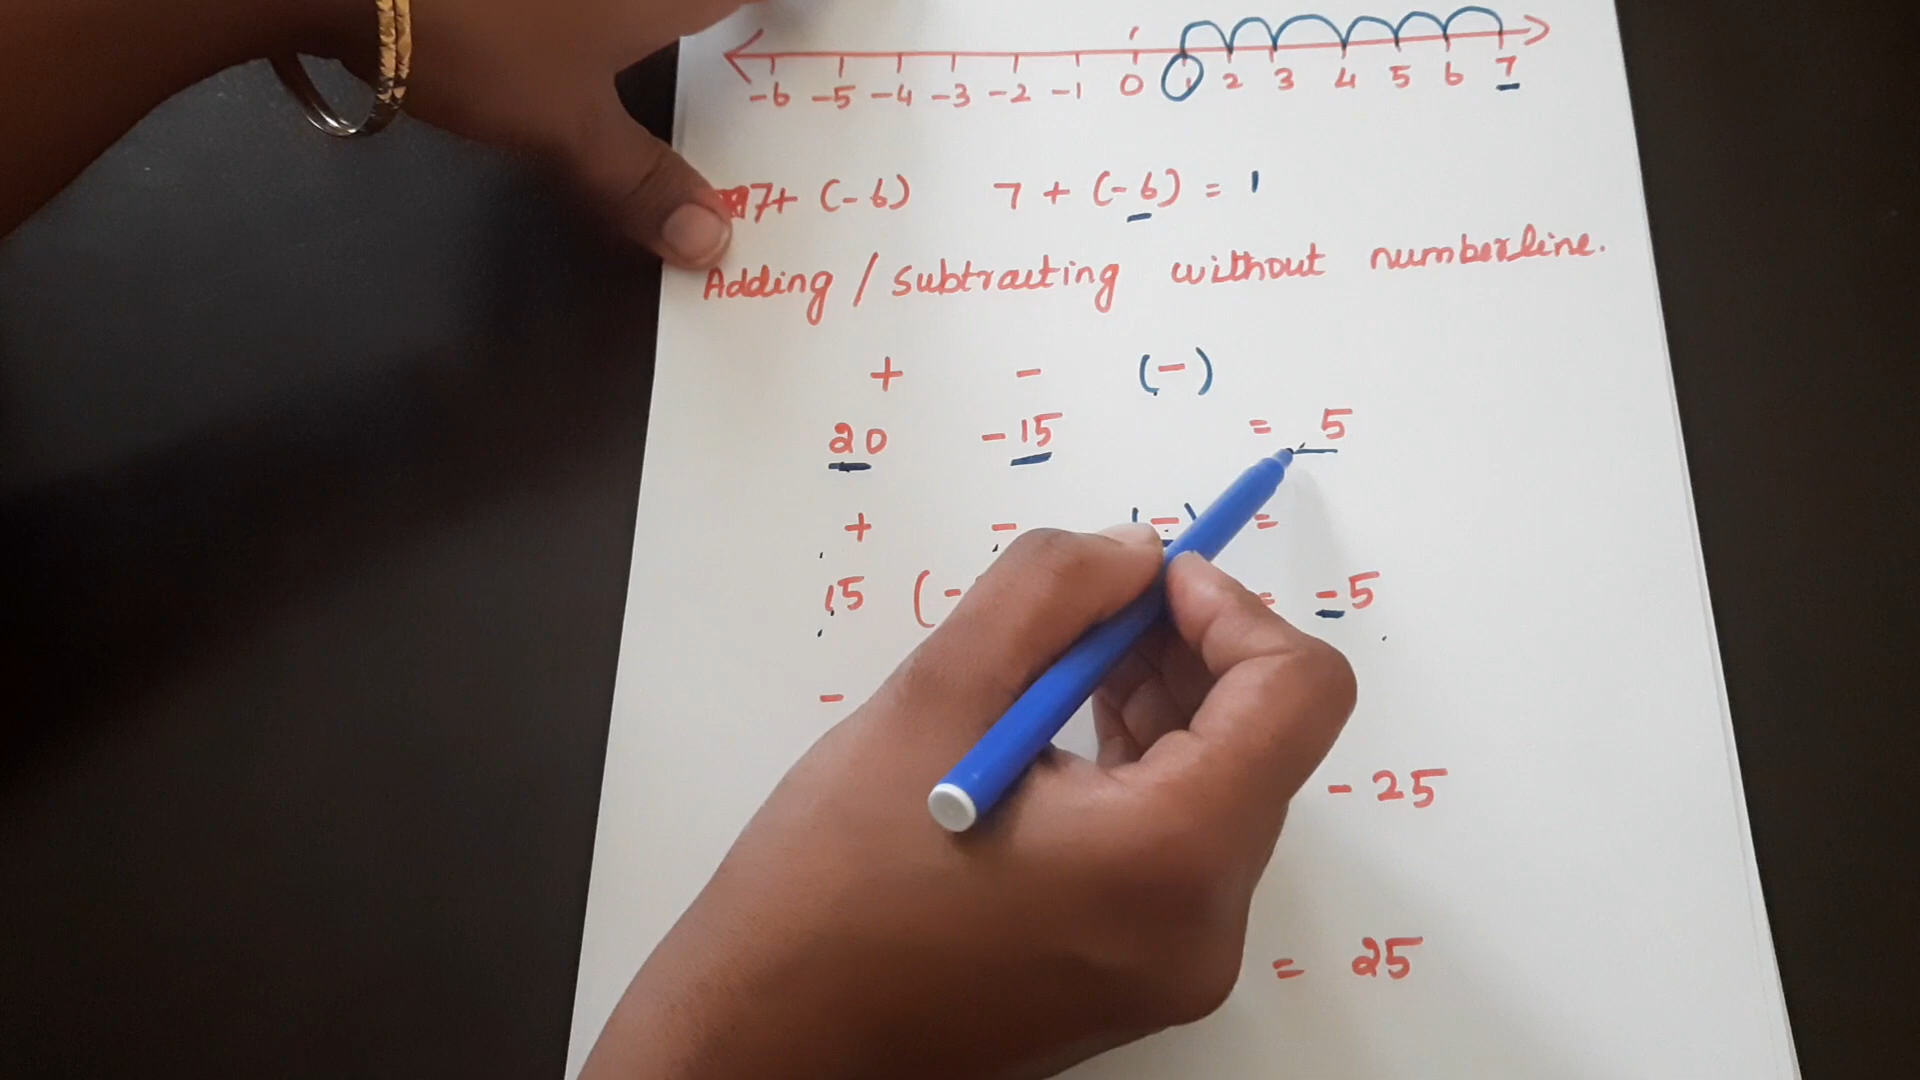 -6 -5 -4 -3 -2 -1 0 1 2 3 4 5 6 7
7+ (-6) 7 + (-6) = 1
Adding / Subtracting without numberline.
+ - (-)
20 -15 = 5
+ - (-) =
15 (- = -5
-
- 25
= 25